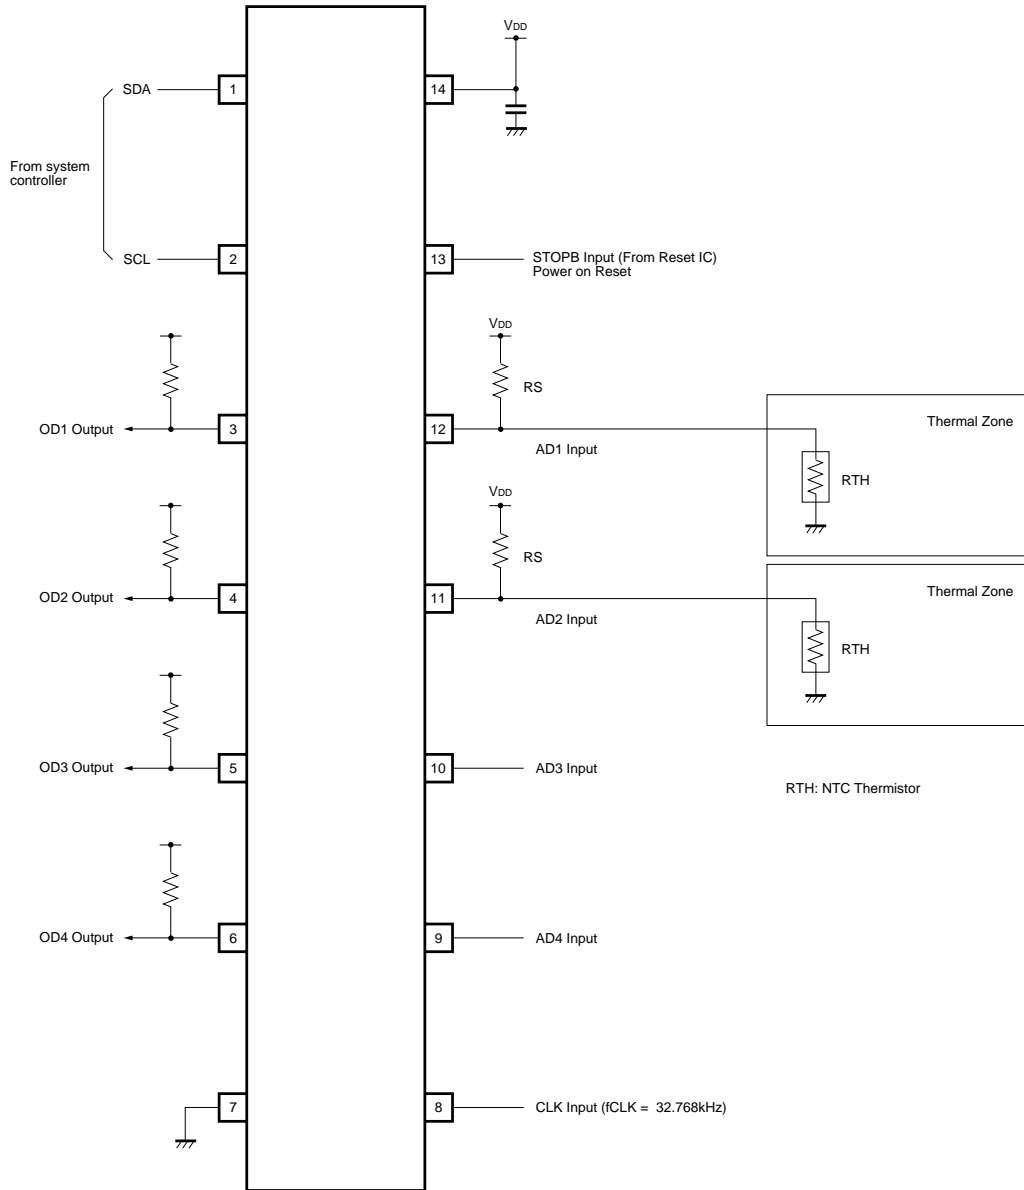 VDD
SDA
1
14
From system
controller
SCL
2
13
STOPB Input (From Reset IC)
Power on Reset
VDD
RS
Thermal Zone
OD1 Output
3
12
AD1 Input
RTH
VDD
RS
Thermal Zone
OD2 Output
4
11
AD2 Input
RTH
OD3 Output
5
10
AD3 Input
RTH: NTC Thermistor
OD4 Output
6
9
AD4 Input
7
8
CLK Input (fCLK = 32.768kHz)